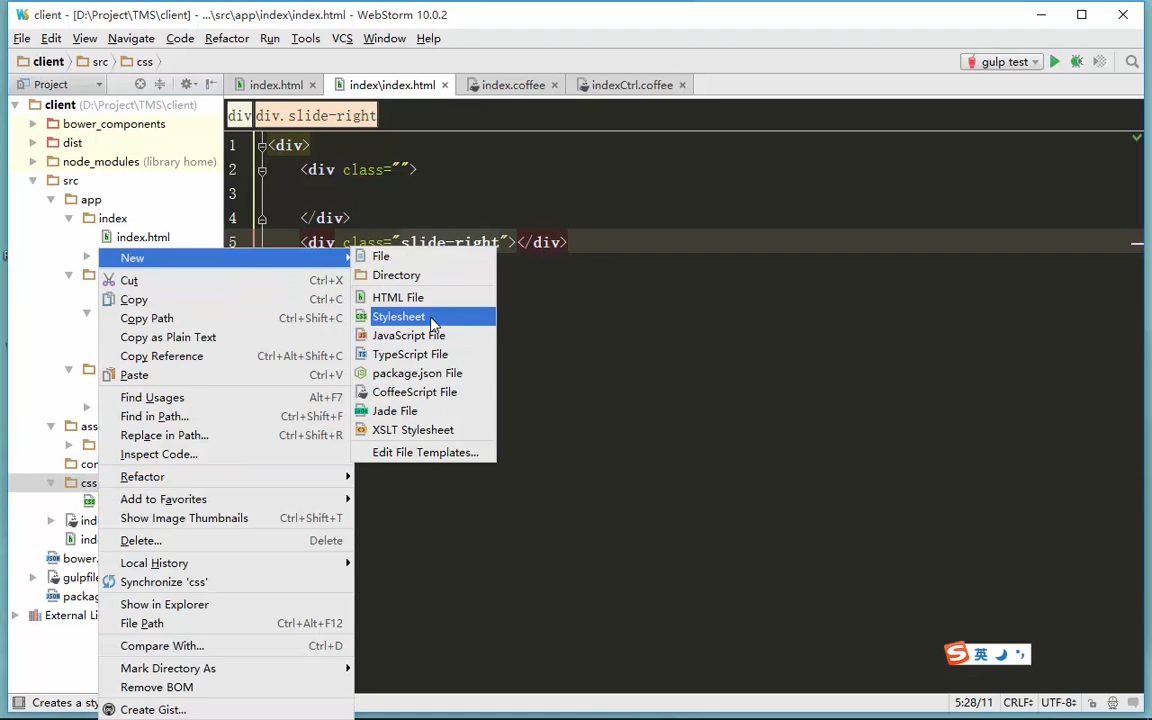 client - [D:\Project\TMS\client] - ...\src\app\index\index.html - WebStorm 10.0.2
File Edit View Navigate Code Refactor Run Tools VCS Window Help
client src css gulp test
Project index.html index\index.html index.coffee indexCtrl.coffee
client (D:\Project\TMS\client)
bower_components
dist
node_modules (library home)
src
app
index
index.html
div div.slide-right
1 <div>
2 <div class="">
3
4 </div>
5 <div class="slide-right"></div>
New
Cut Ctrl+X
Copy Ctrl+C
Copy Path Ctrl+Shift+C
Copy as Plain Text
Copy Reference Ctrl+Alt+Shift+C
Paste Ctrl+V
Find Usages Alt+F7
Find in Path... Ctrl+Shift+F
Replace in Path... Ctrl+Shift+R
Inspect Code...
Refactor
Add to Favorites
Show Image Thumbnails Ctrl+Shift+T
Delete... Delete
Local History
Synchronize 'css'
Show in Explorer
File Path Ctrl+Alt+F12
Compare With... Ctrl+D
Mark Directory As
Remove BOM
Create Gist...
File
Directory
HTML File
Stylesheet
JavaScript File
TypeScript File
package.json File
CoffeeScript File
Jade File
XSLT Stylesheet
Edit File Templates...
ass
con
css
ind
ind
bower.
gulpfile
packag
External Li
英
Creates a sty 5:28/11 CRLF UTF-8